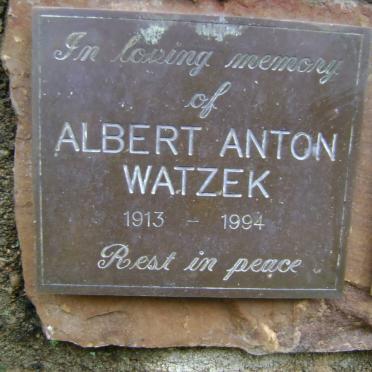 In loving memory
of
ALBERT ANTON
WATZEK
1913 - 1994
Rest in peace